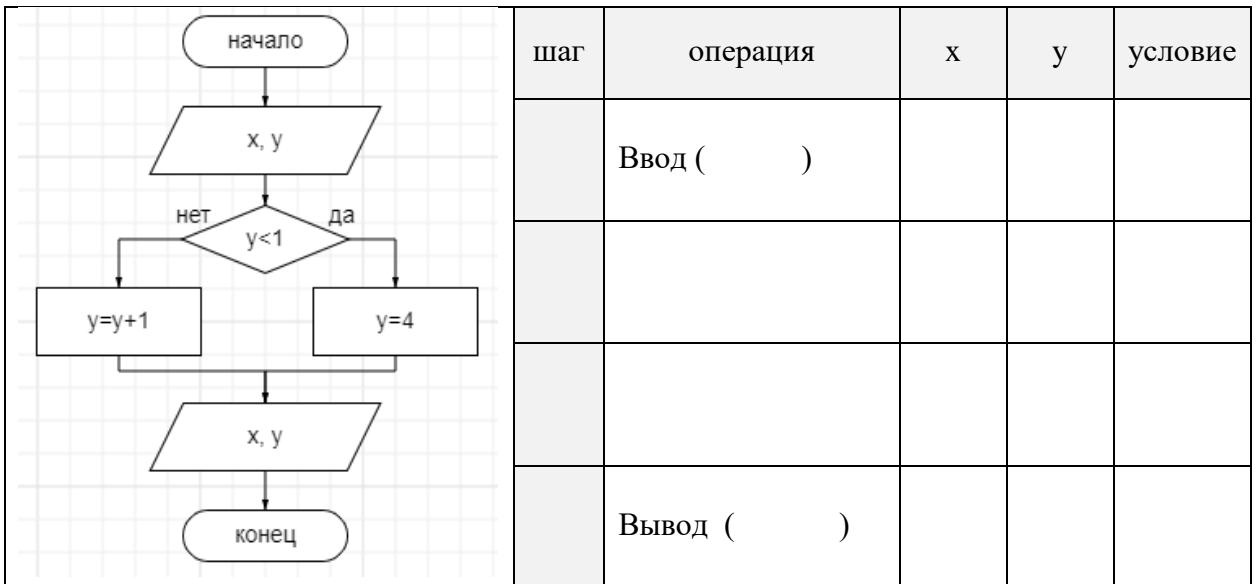 начало
x, y
нет
да
y<1
y=y+1
y=4
x, y
конец
шаг операция x y условие
Ввод ( )
Вывод ( )